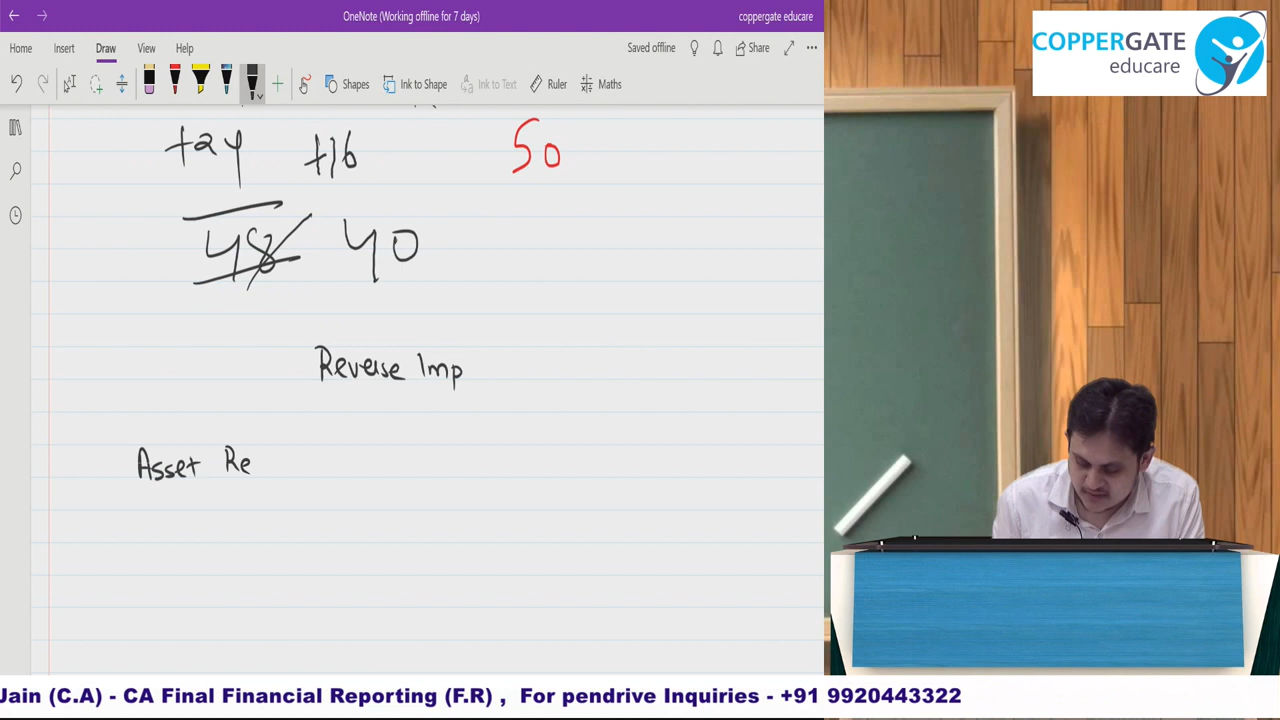 OneNote (Working offline for 7 days)
coppergate educare
Home Insert Draw View Help
Saved offline Share
Shapes Ink to Shape Ink to Text Ruler Maths
COPPERGATE
educare
+24 +16 50
48 40
Reverse Imp
Asset Re
Jain (C.A) - CA Final Financial Reporting (F.R) , For pendrive Inquiries - +91 9920443322